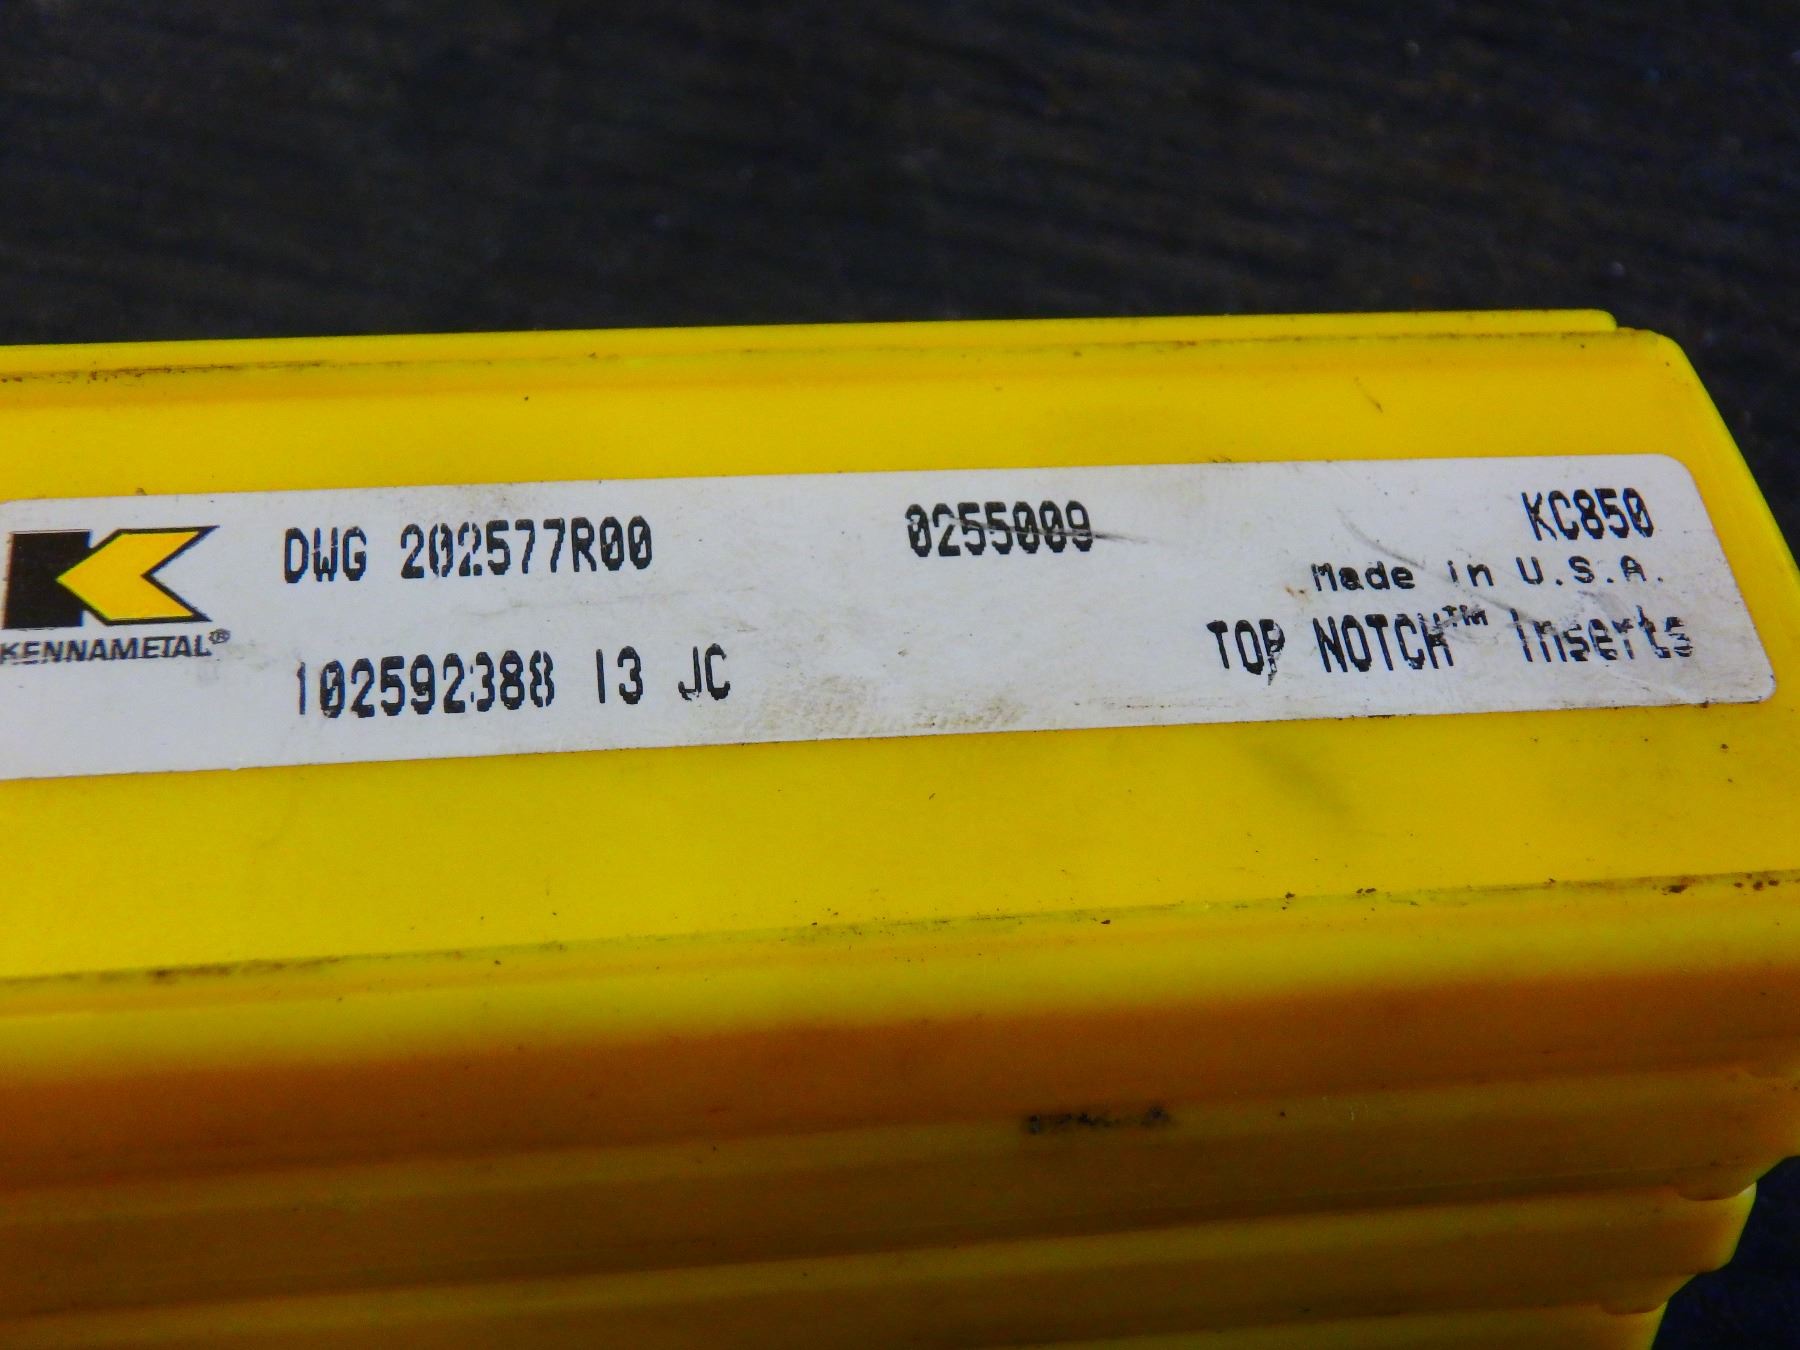 DWG 202577R00 0255009 KC850
Made in U.S.A.
KENNAMETAL®
102592388 13 JC TOP NOTCH™ Inserts